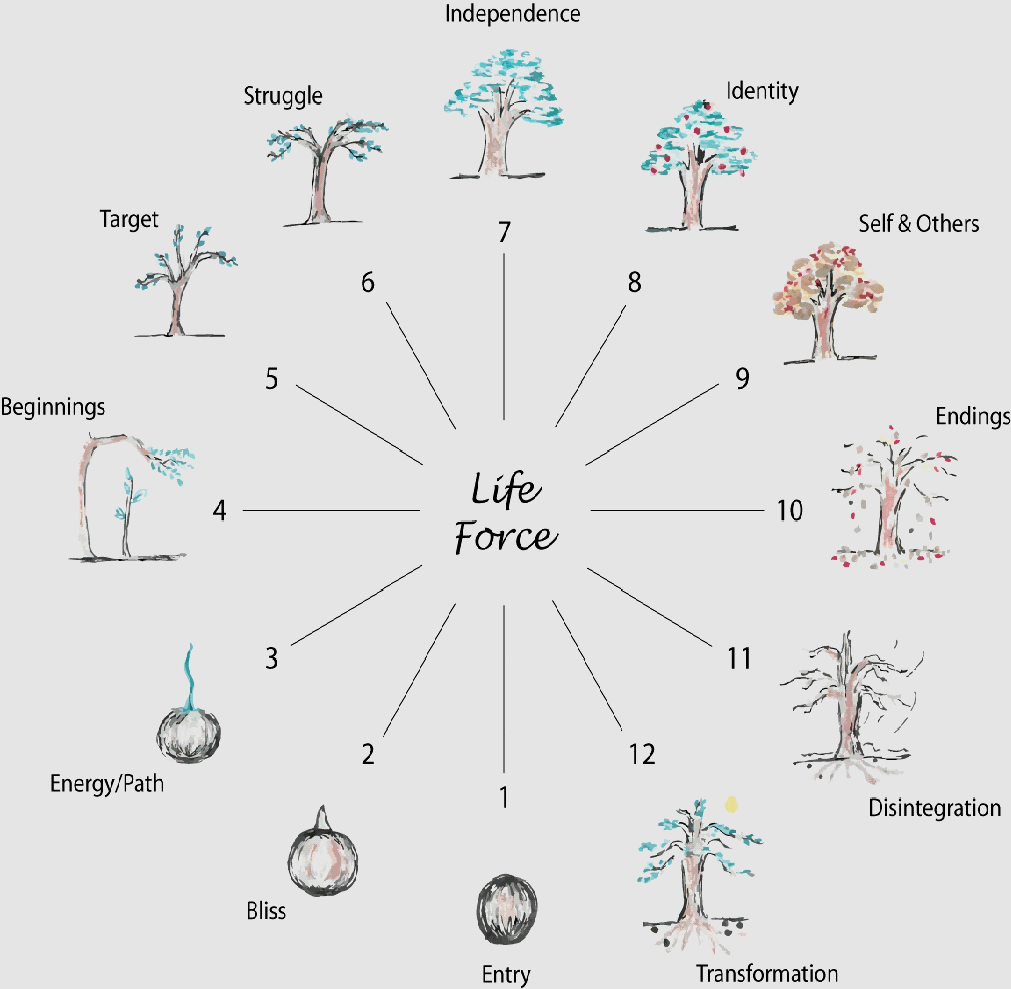 Independence
Struggle
Identity
Target
Self & Others
7
6
8
5
9
Beginnings
Endings
Life
Force
4
10
3
11
2
12
1
Energy/Path
Disintegration
Bliss
Entry
Transformation